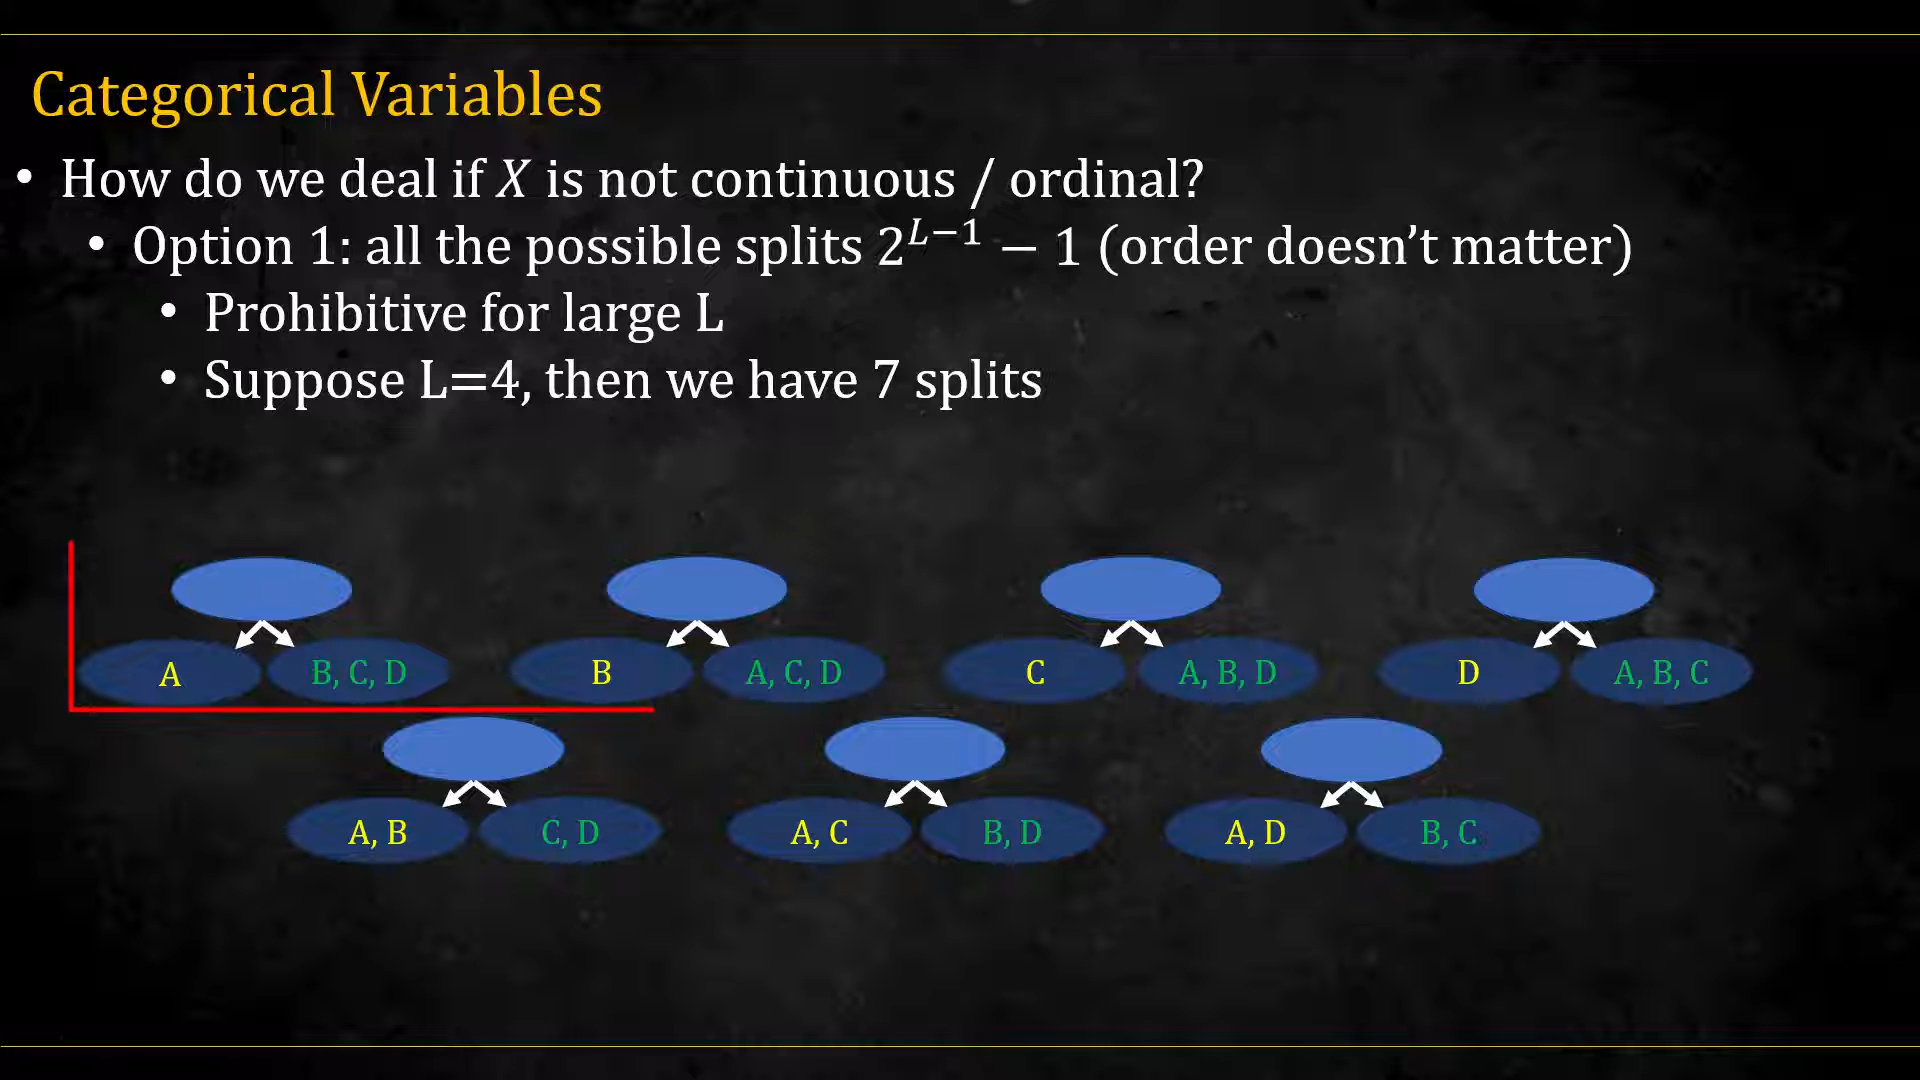 Categorical Variables
• How do we deal if X is not continuous / ordinal?
• Option 1: all the possible splits 2^{L−1} − 1 (order doesn’t matter)
• Prohibitive for large L
• Suppose L=4, then we have 7 splits
A B, C, D B A, C, D C A, B, D D A, B, C
A, B C, D A, C B, D A, D B, C